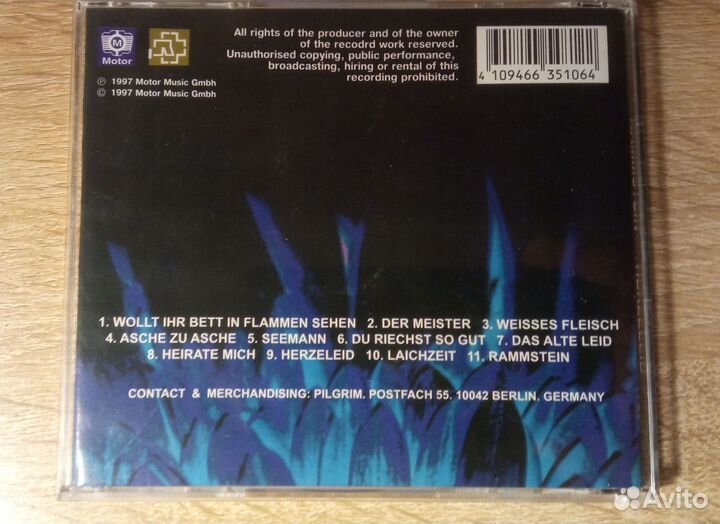 All rights of the producer and of the owner
of the recodrd work reserved.
Unauthorised copying, public performance,
broadcasting, hiring or rental of this
recording prohibited.
M
Motor
Ⓟ 1997 Motor Music Gmbh
© 1997 Motor Music Gmbh
4 109466 351064
1. WOLLT IHR BETT IN FLAMMEN SEHEN 2. DER MEISTER 3. WEISSES FLEISCH
4. ASCHE ZU ASCHE 5. SEEMANN 6. DU RIECHST SO GUT 7. DAS ALTE LEID
8. HEIRATE MICH 9. HERZELEID 10. LAICHZEIT 11. RAMMSTEIN
CONTACT & MERCHANDISING: PILGRIM. POSTFACH 55. 10042 BERLIN. GERMANY
Avito